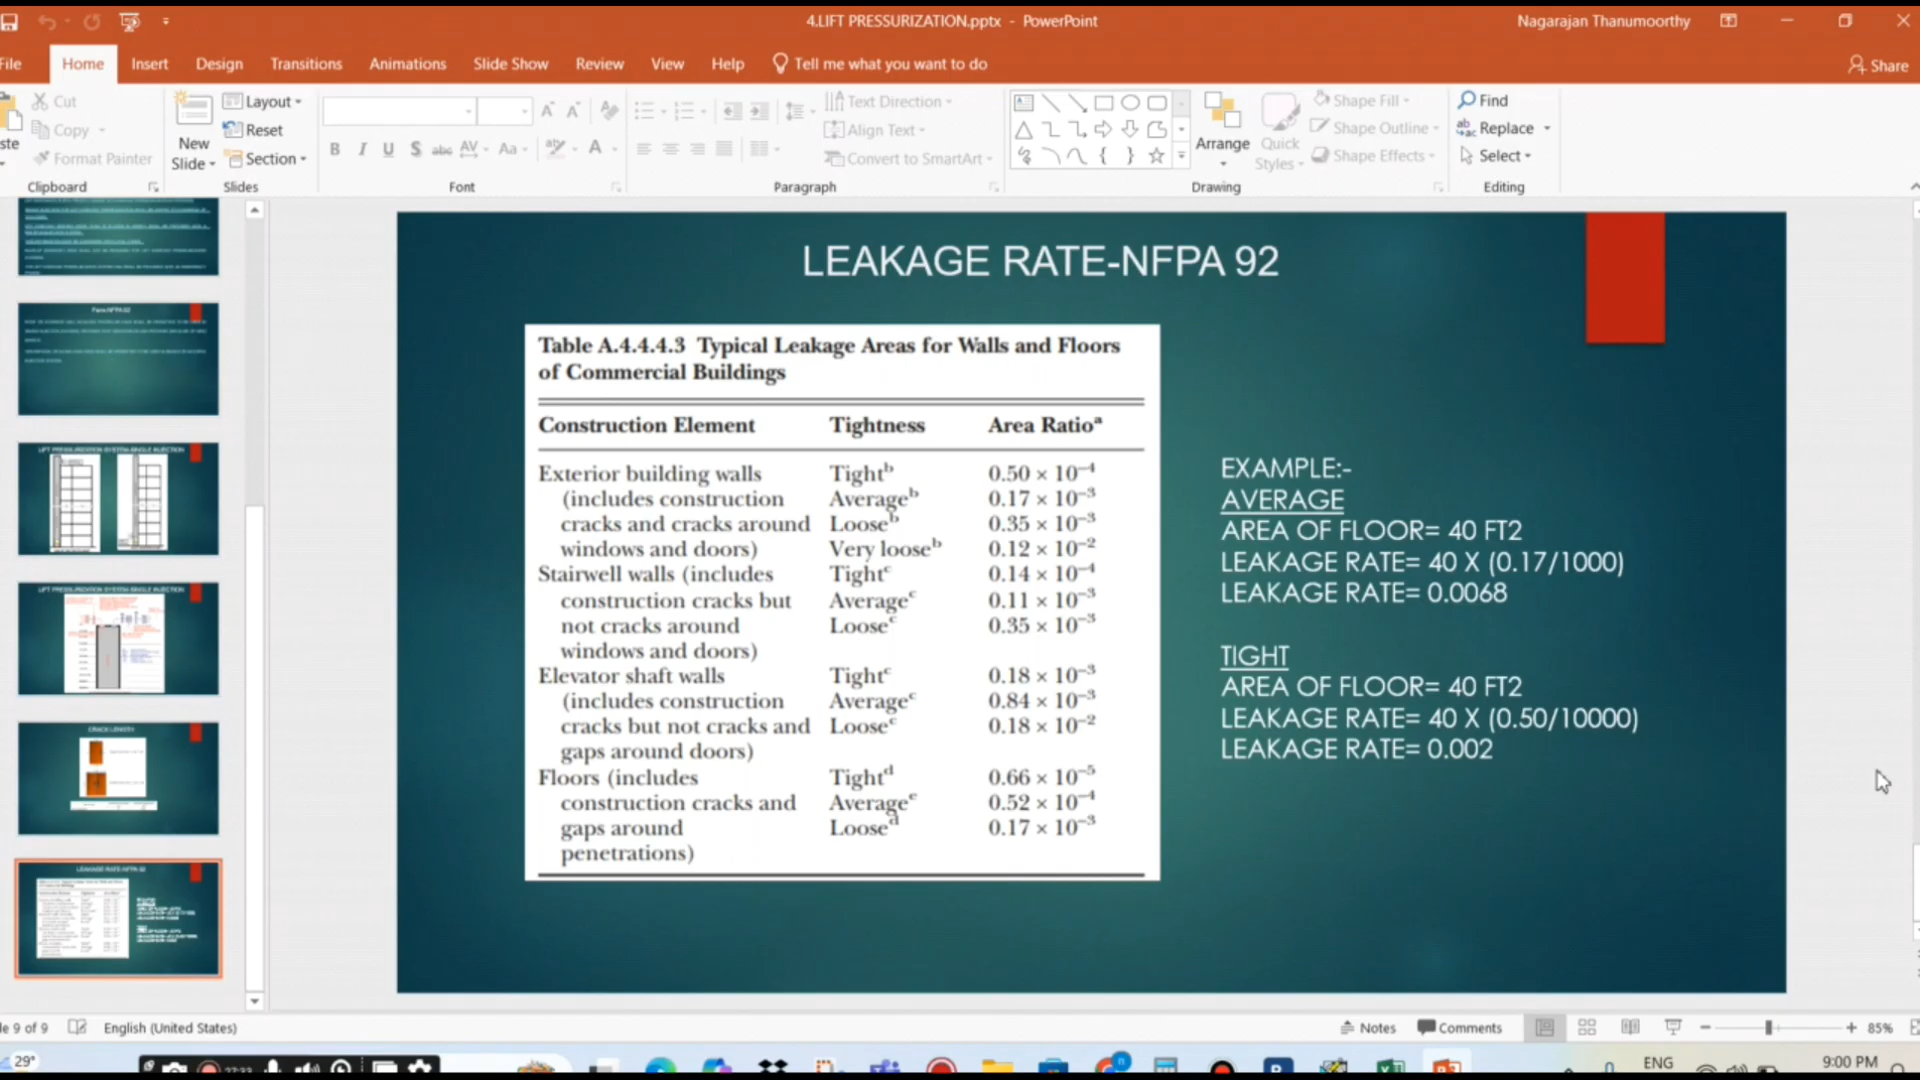 4.LIFT PRESSURIZATION.pptx - PowerPoint
Nagarajan Thanumoorthy
File Home Insert Design Transitions Animations Slide Show Review View Help Tell me what you want to do Share
Cut
Copy
Format Painter
Clipboard
New
Slide
Layout
Reset
Section
Slides
Font
Text Direction
Align Text
Convert to SmartArt
Paragraph
Arrange
Quick
Styles
Shape Fill
Shape Outline
Shape Effects
Drawing
Find
Replace
Select
Editing
LEAKAGE RATE-NFPA 92
Table A.4.4.4.3 Typical Leakage Areas for Walls and Floors
of Commercial Buildings
Construction Element Tightness Area Ratioᵃ
Exterior building walls Tightᵇ 0.50 × 10⁻⁴
(includes construction Averageᵇ 0.17 × 10⁻³
cracks and cracks around Looseᵇ 0.35 × 10⁻³
windows and doors) Very looseᵇ 0.12 × 10⁻²
Stairwell walls (includes Tightᶜ 0.14 × 10⁻⁴
construction cracks but Averageᶜ 0.11 × 10⁻³
not cracks around Looseᶜ 0.35 × 10⁻³
windows and doors)
Elevator shaft walls Tightᶜ 0.18 × 10⁻³
(includes construction Averageᶜ 0.84 × 10⁻³
cracks but not cracks and Looseᶜ 0.18 × 10⁻²
gaps around doors)
Floors (includes Tightᵈ 0.66 × 10⁻⁵
construction cracks and Averageᵉ 0.52 × 10⁻⁴
gaps around Looseᵈ 0.17 × 10⁻³
penetrations)
EXAMPLE:-
AVERAGE
AREA OF FLOOR= 40 FT2
LEAKAGE RATE= 40 X (0.17/1000)
LEAKAGE RATE= 0.0068
TIGHT
AREA OF FLOOR= 40 FT2
LEAKAGE RATE= 40 X (0.50/10000)
LEAKAGE RATE= 0.002
CRACK LENGTH
LEAKAGE RATE-NFPA 92
9 of 9 English (United States)
Notes Comments 85%
29°
27:33
ENG
9:00 PM